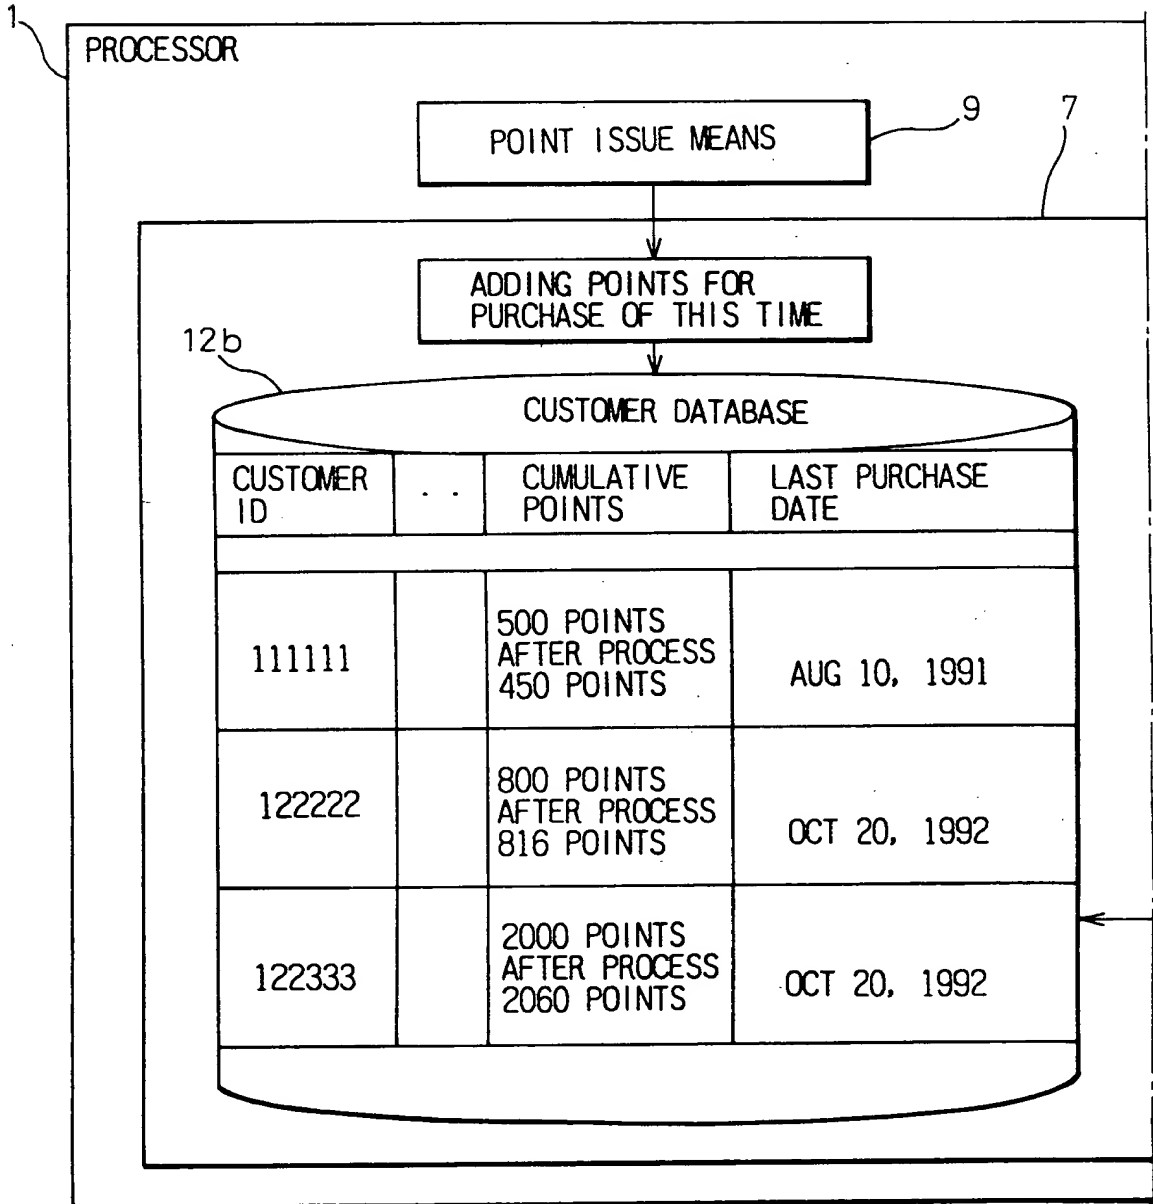 1
PROCESSOR
9
POINT ISSUE MEANS
7
ADDING POINTS FOR
PURCHASE OF THIS TIME
12b
CUSTOMER DATABASE
CUSTOMER
ID
. .
CUMULATIVE
POINTS
LAST PURCHASE
DATE
111111
500 POINTS
AFTER PROCESS
450 POINTS
AUG 10, 1991
122222
800 POINTS
AFTER PROCESS
816 POINTS
OCT 20, 1992
122333
2000 POINTS
AFTER PROCESS
2060 POINTS
OCT 20, 1992